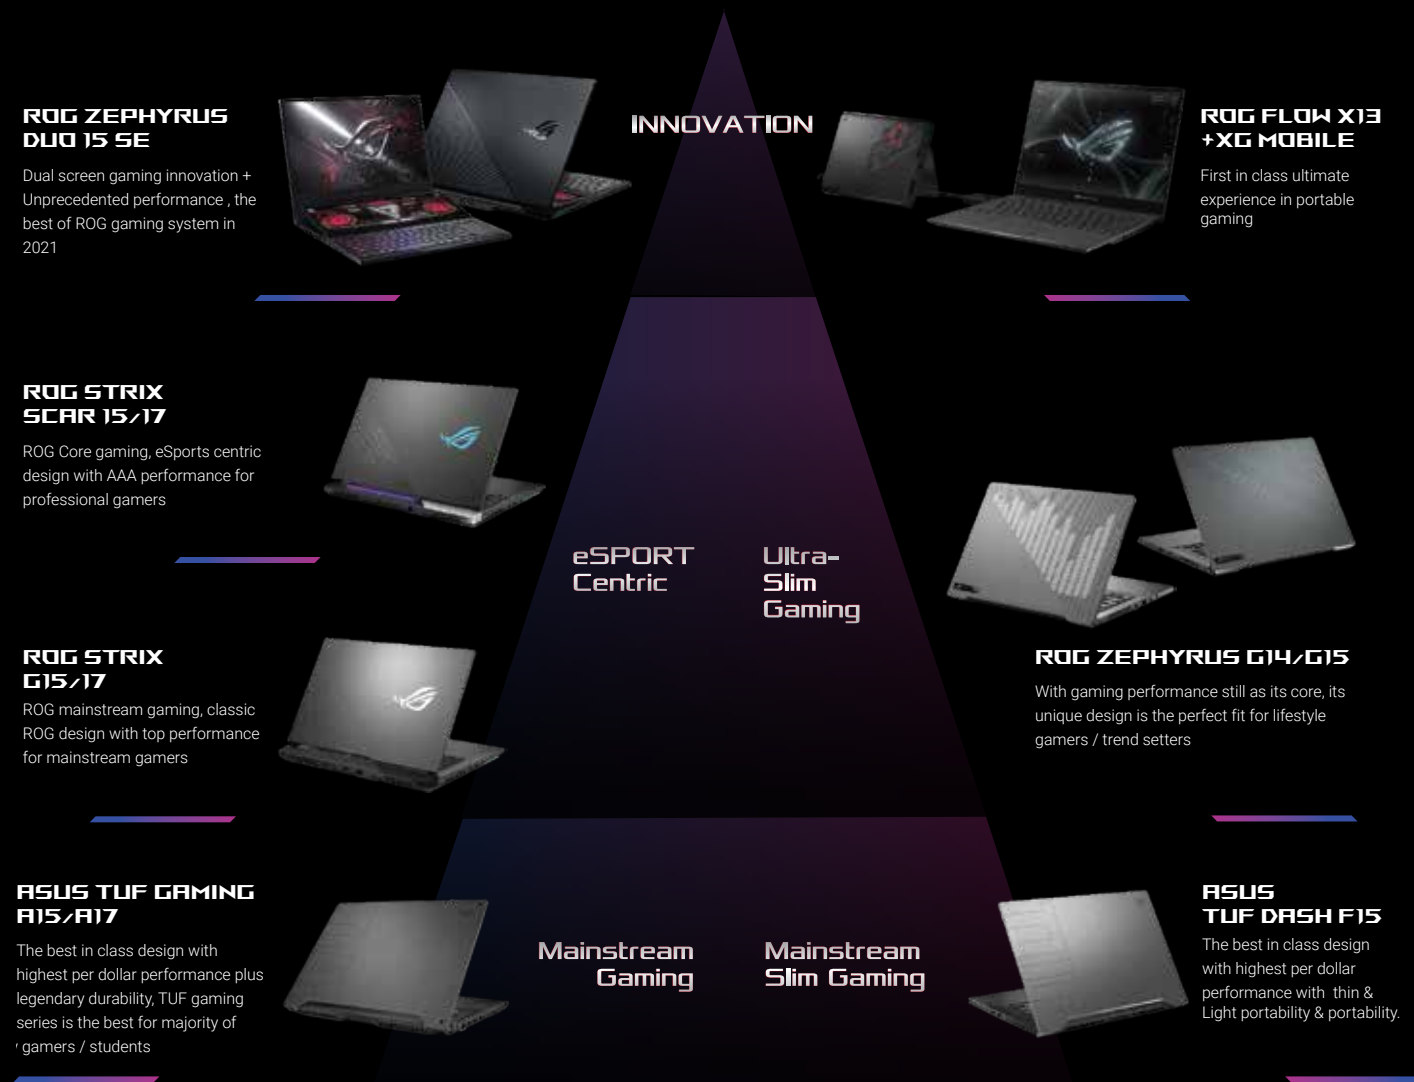 ROG ZEPHYRUS
DUO 15 SE
Dual screen gaming innovation +
Unprecedented performance , the
best of ROG gaming system in
2021
INNOVATION
ROG FLOW X13
+XG MOBILE
First in class ultimate
experience in portable
gaming
ROG STRIX
SCAR 15/17
ROG Core gaming, eSports centric
design with AAA performance for
professional gamers
eSPORT
Centric
Ultra-
Slim
Gaming
ROG STRIX
G15/17
ROG mainstream gaming, classic
ROG design with top performance
for mainstream gamers
ROG ZEPHYRUS G14/G15
With gaming performance still as its core, its
unique design is the perfect fit for lifestyle
gamers / trend setters
ASUS TUF GAMING
A15/A17
The best in class design with
highest per dollar performance plus
legendary durability, TUF gaming
series is the best for majority of
gamers / students
Mainstream
Gaming
Mainstream
Slim Gaming
ASUS
TUF DASH F15
The best in class design
with highest per dollar
performance with thin &
Light portability & portability.